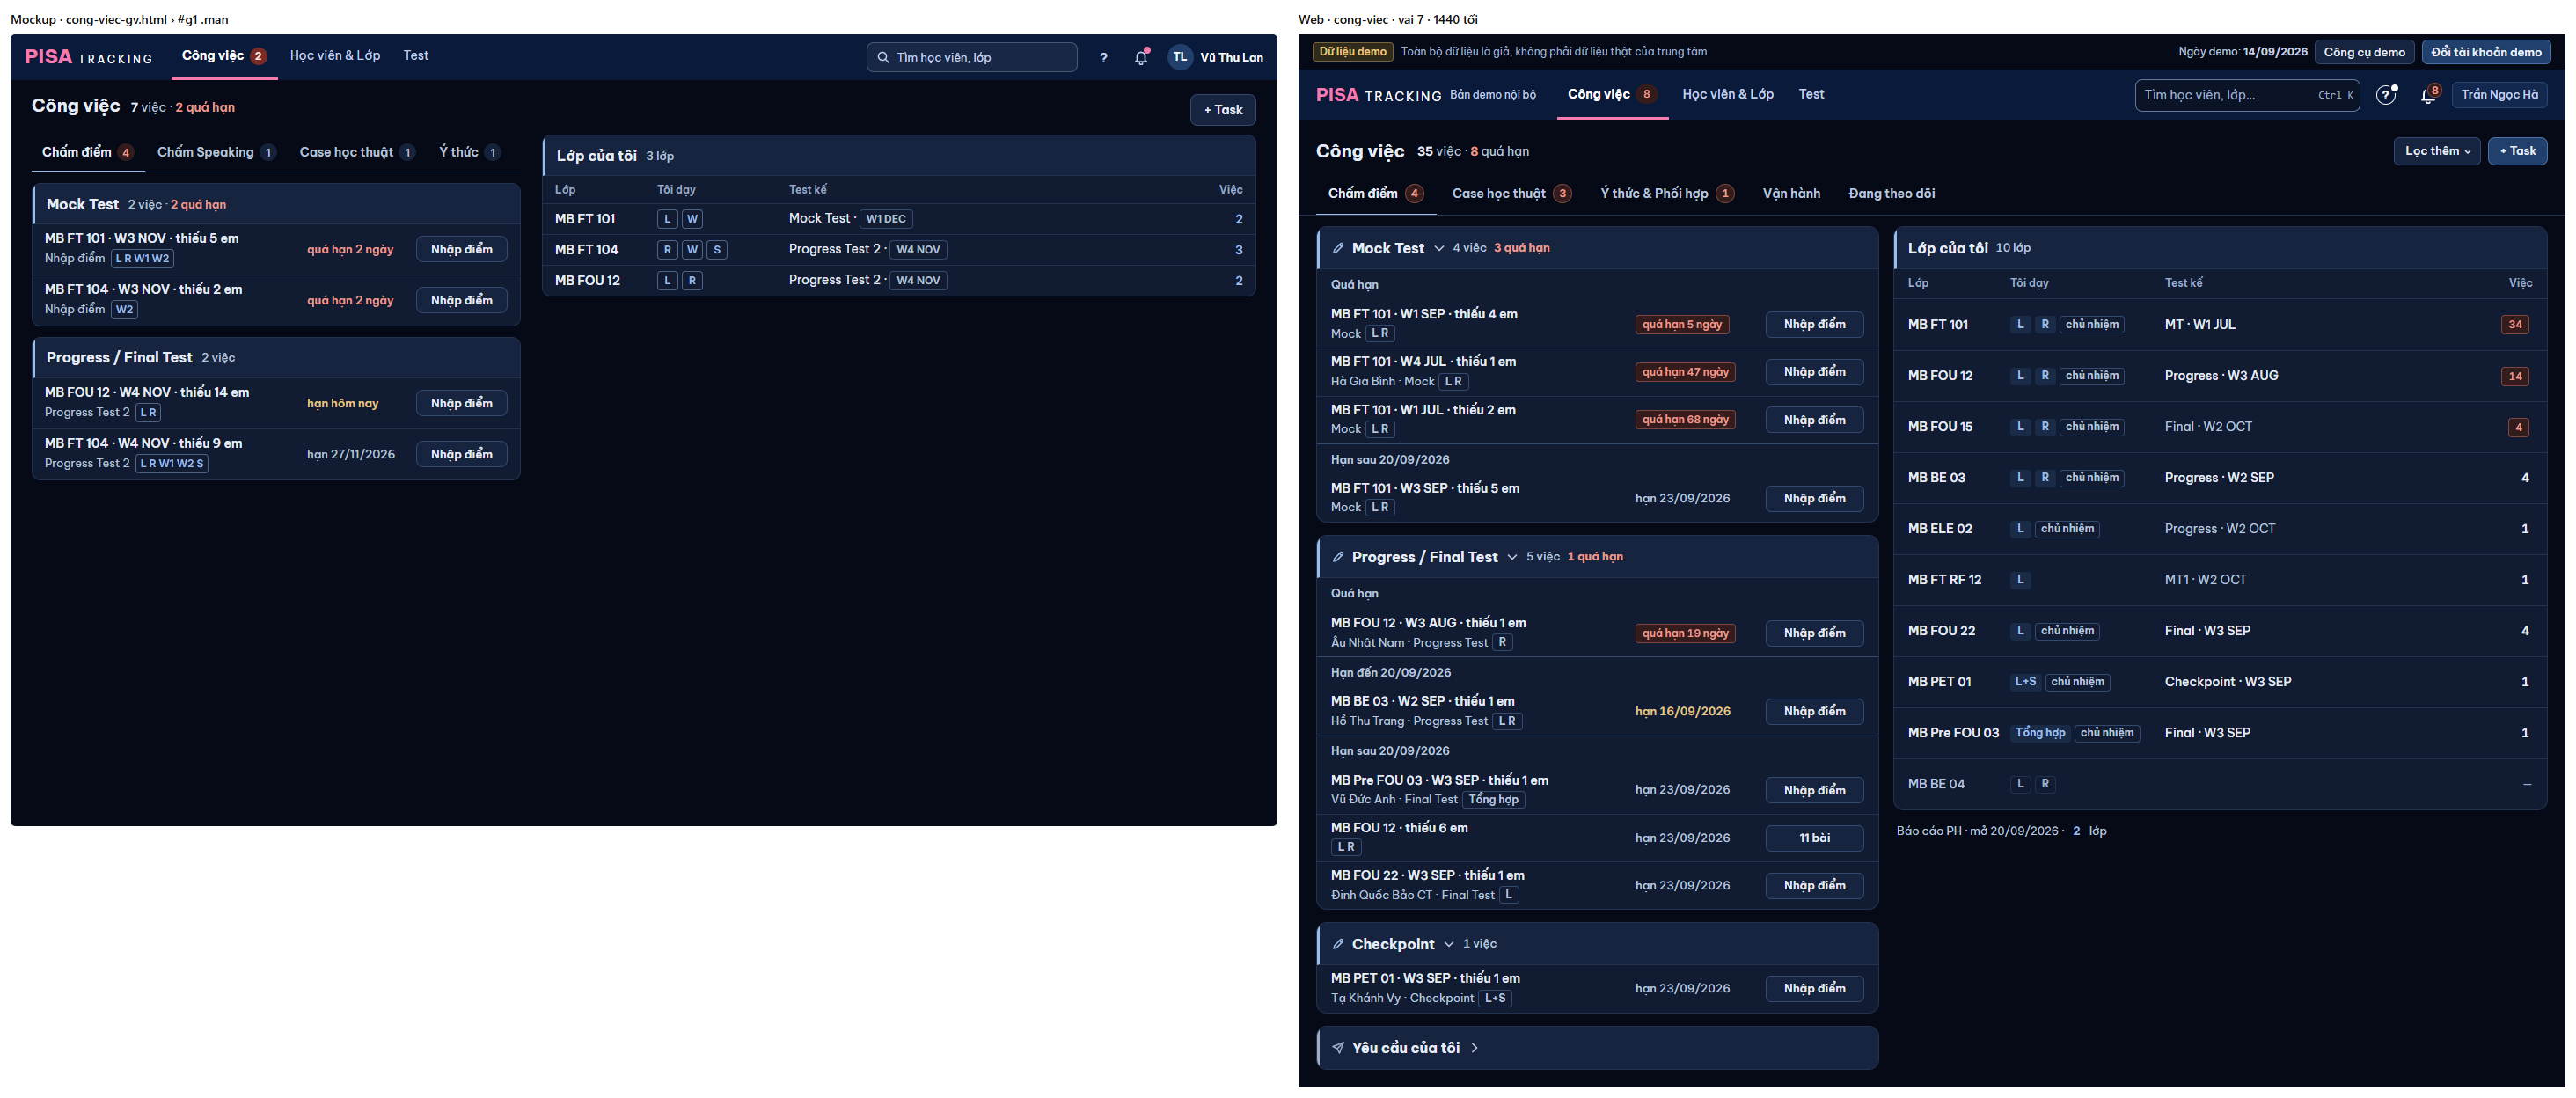 Mockup · cong-viec-gv.html › #g1 .man
PISA TRACKING Công việc 2 Học viên & Lớp Test Tìm học viên, lớp ? TL Vũ Thu Lan
Công việc 7 việc · 2 quá hạn + Task
Chấm điểm 4 Chấm Speaking 1 Case học thuật 1 Ý thức 1
Mock Test 2 việc · 2 quá hạn
MB FT 101 · W3 NOV · thiếu 5 em
Nhập điểm L R W1 W2
quá hạn 2 ngày Nhập điểm
MB FT 104 · W3 NOV · thiếu 2 em
Nhập điểm W2
quá hạn 2 ngày Nhập điểm
Progress / Final Test 2 việc
MB FOU 12 · W4 NOV · thiếu 14 em
Progress Test 2 L R
hạn hôm nay Nhập điểm
MB FT 104 · W4 NOV · thiếu 9 em
Progress Test 2 L R W1 W2 S
hạn 27/11/2026 Nhập điểm
Lớp của tôi 3 lớp
Lớp Tôi dạy Test kế Việc
MB FT 101 L W Mock Test · W1 DEC 2
MB FT 104 R W S Progress Test 2 · W4 NOV 3
MB FOU 12 L R Progress Test 2 · W4 NOV 2
Web · cong-viec · vai 7 · 1440 tối
Dữ liệu demo Toàn bộ dữ liệu là giả, không phải dữ liệu thật của trung tâm. Ngày demo: 14/09/2026 Công cụ demo Đổi tài khoản demo
PISA TRACKING Bản demo nội bộ Công việc 8 Học viên & Lớp Test Tìm học viên, lớp... Ctrl K ? 8 Trần Ngọc Hà
Công việc 35 việc · 8 quá hạn Lọc thêm + Task
Chấm điểm 4 Case học thuật 3 Ý thức & Phối hợp 1 Vận hành Đang theo dõi
Mock Test 4 việc 3 quá hạn
Quá hạn
MB FT 101 · W1 SEP · thiếu 4 em
Mock L R
quá hạn 5 ngày Nhập điểm
MB FT 101 · W4 JUL · thiếu 1 em
Hà Gia Bình · Mock L R
quá hạn 47 ngày Nhập điểm
MB FT 101 · W1 JUL · thiếu 2 em
Mock L R
quá hạn 68 ngày Nhập điểm
Hạn sau 20/09/2026
MB FT 101 · W3 SEP · thiếu 5 em
Mock L R
hạn 23/09/2026 Nhập điểm
Progress / Final Test 5 việc 1 quá hạn
Quá hạn
MB FOU 12 · W3 AUG · thiếu 1 em
Âu Nhật Nam · Progress Test R
quá hạn 19 ngày Nhập điểm
Hạn đến 20/09/2026
MB BE 03 · W2 SEP · thiếu 1 em
Hồ Thu Trang · Progress Test L R
hạn 16/09/2026 Nhập điểm
Hạn sau 20/09/2026
MB Pre FOU 03 · W3 SEP · thiếu 1 em
Vũ Đức Anh · Final Test Tổng hợp
hạn 23/09/2026 Nhập điểm
MB FOU 12 · thiếu 6 em
L R
hạn 23/09/2026 11 bài
MB FOU 22 · W3 SEP · thiếu 1 em
Đinh Quốc Bảo CT · Final Test L
hạn 23/09/2026 Nhập điểm
Checkpoint 1 việc
MB PET 01 · W3 SEP · thiếu 1 em
Tạ Khánh Vy · Checkpoint L+S
hạn 23/09/2026 Nhập điểm
Yêu cầu của tôi
Lớp của tôi 10 lớp
Lớp Tôi dạy Test kế Việc
MB FT 101 L R chủ nhiệm MT · W1 JUL 34
MB FOU 12 L R chủ nhiệm Progress · W3 AUG 14
MB FOU 15 L R chủ nhiệm Final · W2 OCT 4
MB BE 03 L R chủ nhiệm Progress · W2 SEP 4
MB ELE 02 L chủ nhiệm Progress · W2 OCT 1
MB FT RF 12 L MT1 · W2 OCT 1
MB FOU 22 L chủ nhiệm Final · W3 SEP 4
MB PET 01 L+S chủ nhiệm Checkpoint · W3 SEP 1
MB Pre FOU 03 Tổng hợp chủ nhiệm Final · W3 SEP 1
MB BE 04 L R –
Báo cáo PH · mở 20/09/2026 · 2 lớp